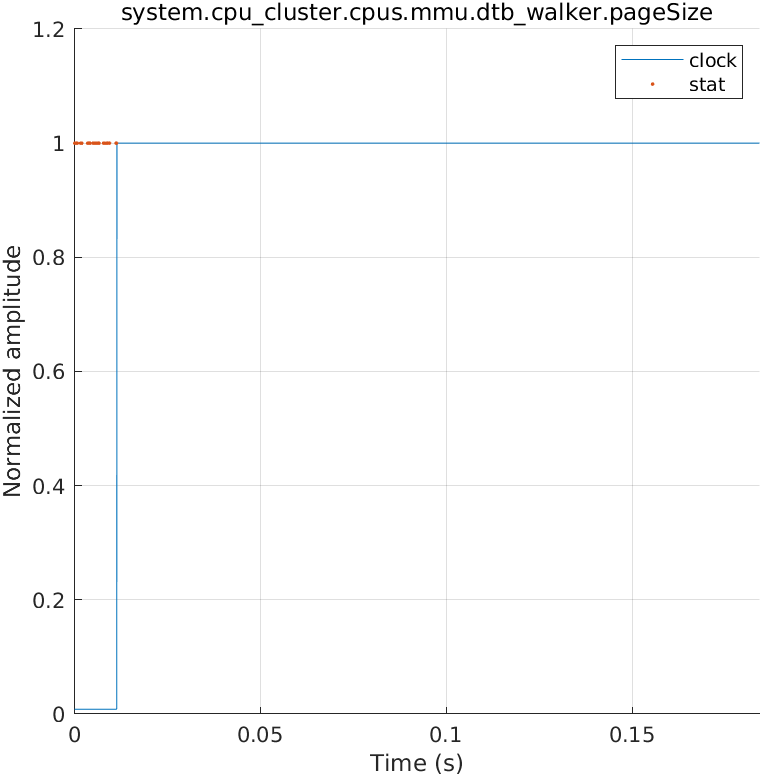 system.cpu_cluster.cpus.mmu.dtb_walker.pageSize
1.2
clock
stat
1
0.8
Normalized amplitude
0.6
0.4
0.2
0
0 0.05 0.1 0.15
Time (s)